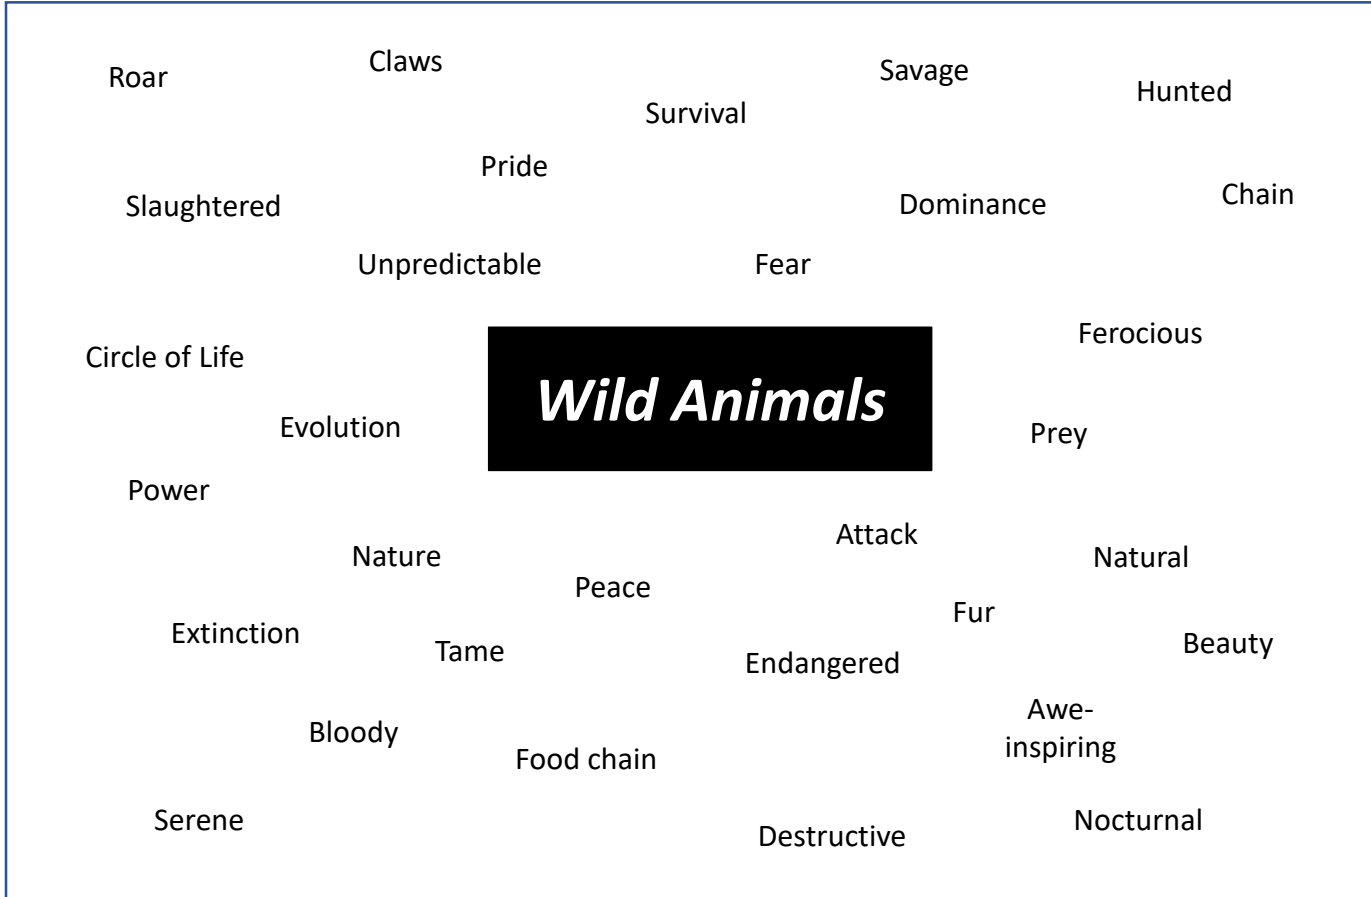 Roar
Claws
Savage
Hunted
Survival
Pride
Slaughtered
Dominance
Chain
Unpredictable
Fear
Circle of Life
Wild Animals
Ferocious
Evolution
Prey
Power
Attack
Nature
Natural
Peace
Fur
Extinction
Tame
Endangered
Beauty
Awe-
inspiring
Bloody
Food chain
Serene
Destructive
Nocturnal